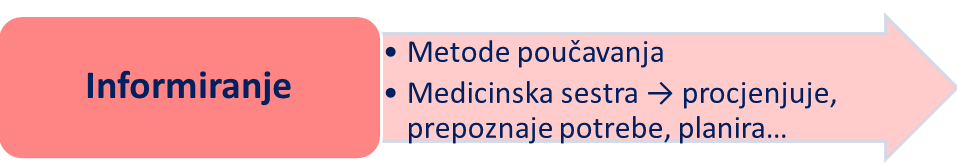 Informiranje
• Metode poučavanja
• Medicinska sestra → procjenjuje,
prepoznaje potrebe, planira...